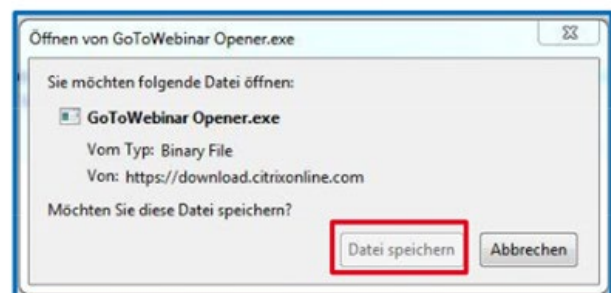 Öffnen von GoToWebinar Opener.exe
Sie möchten folgende Datei öffnen:
GoToWebinar Opener.exe
Vom Typ: Binary File
Von: https://download.citrixonline.com
Möchten Sie diese Datei speichern?
Datei speichern Abbrechen